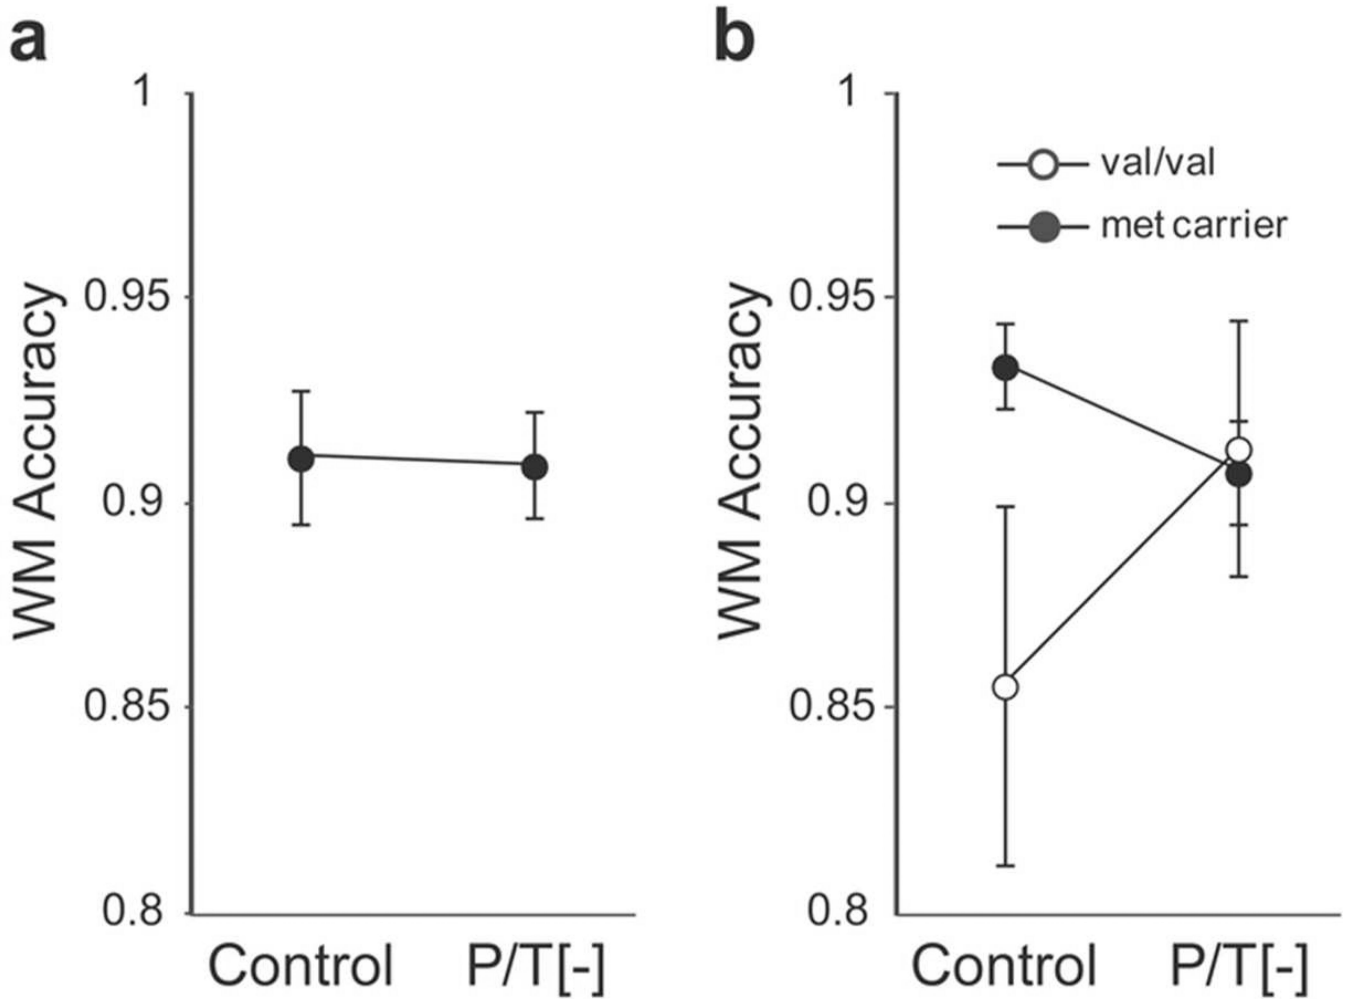 a
1
0.95
0.9
0.85
0.8
WM Accuracy
Control P/T[-]
b
1
0.95
0.9
0.85
0.8
WM Accuracy
val/val
met carrier
Control P/T[-]